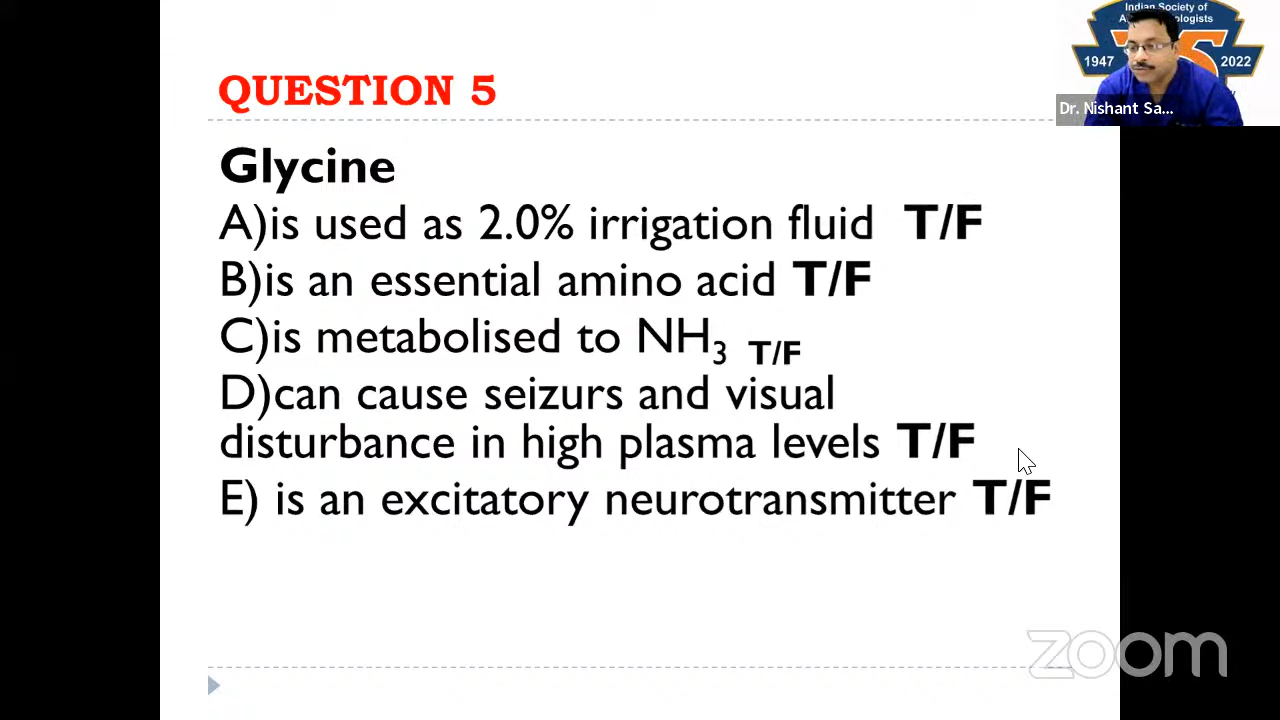 Indian Society of
1947
2022
Dr. Nishant Sa...
QUESTION 5
Glycine
A)is used as 2.0% irrigation fluid T/F
B)is an essential amino acid T/F
C)is metabolised to NH₃ T/F
D)can cause seizurs and visual
disturbance in high plasma levels T/F
E) is an excitatory neurotransmitter T/F
zoom